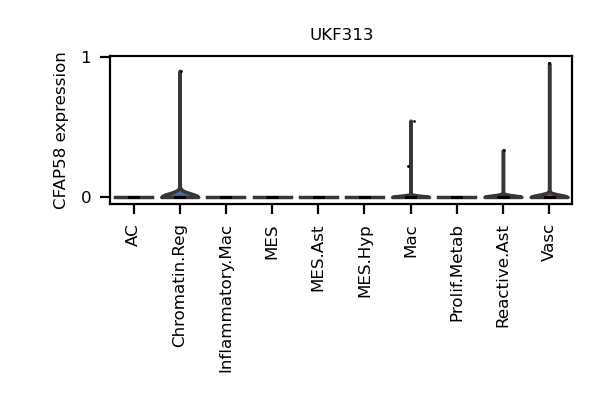 UKF313
CFAP58 expression
1
0
AC
Chromatin.Reg
Inflammatory.Mac
MES
MES.Ast
MES.Hyp
Mac
Prolif.Metab
Reactive.Ast
Vasc